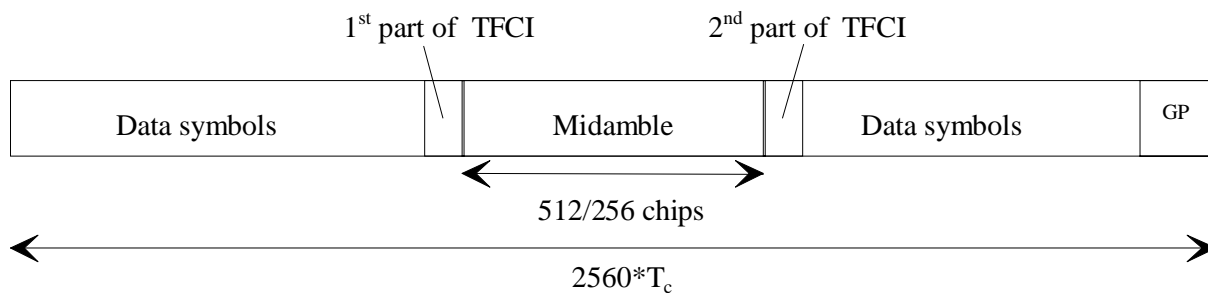 1st part of TFCI 2nd part of TFCI
Data symbols Midamble Data symbols GP
512/256 chips
2560*Tc